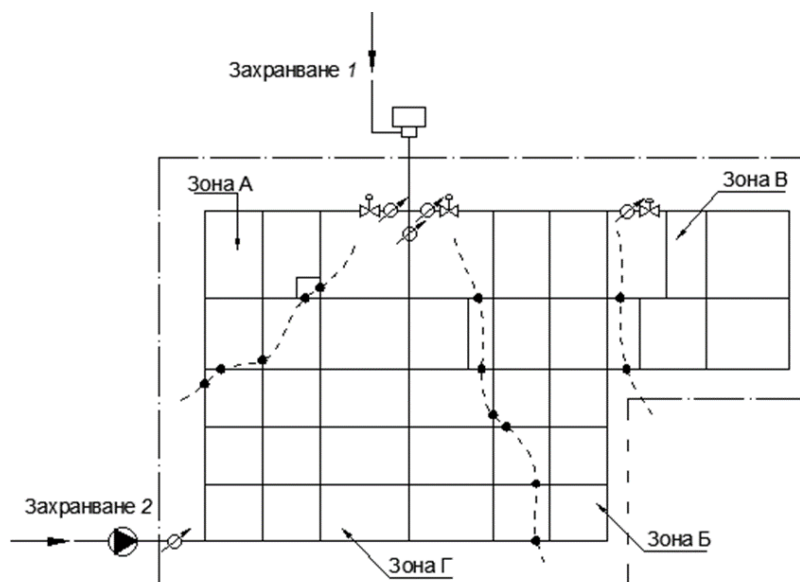 Захранване 1
Зона А
Зона В
Захранване 2
Зона Б
Зона Г